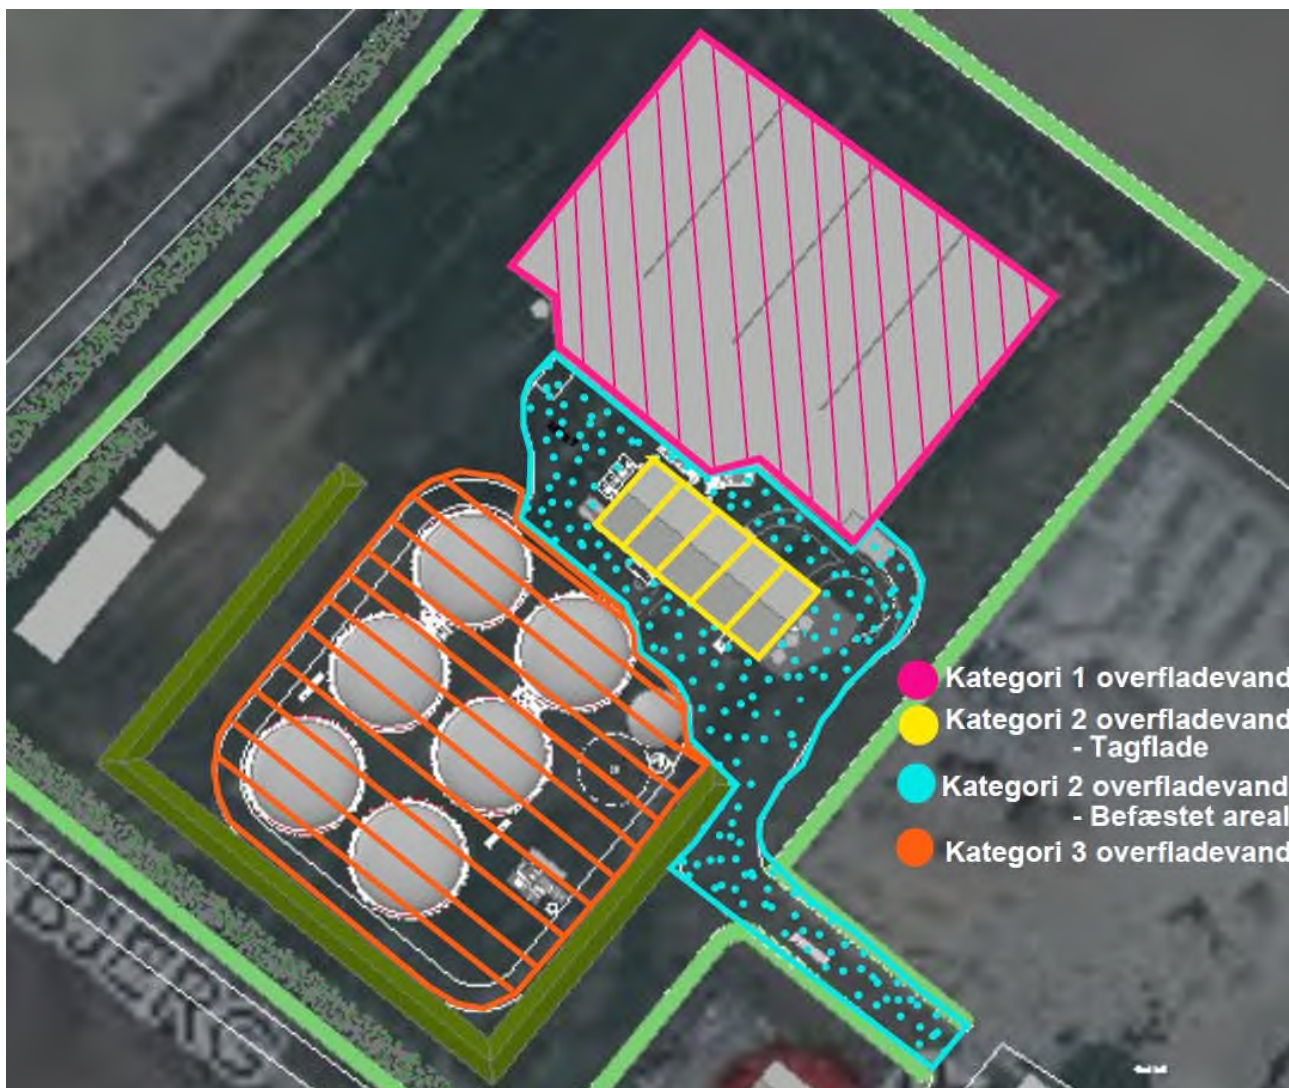 Kategori 1 overfladevand
Kategori 2 overfladevand
- Tagflade
Kategori 2 overfladevand
- Befæstet areal
Kategori 3 overfladevand